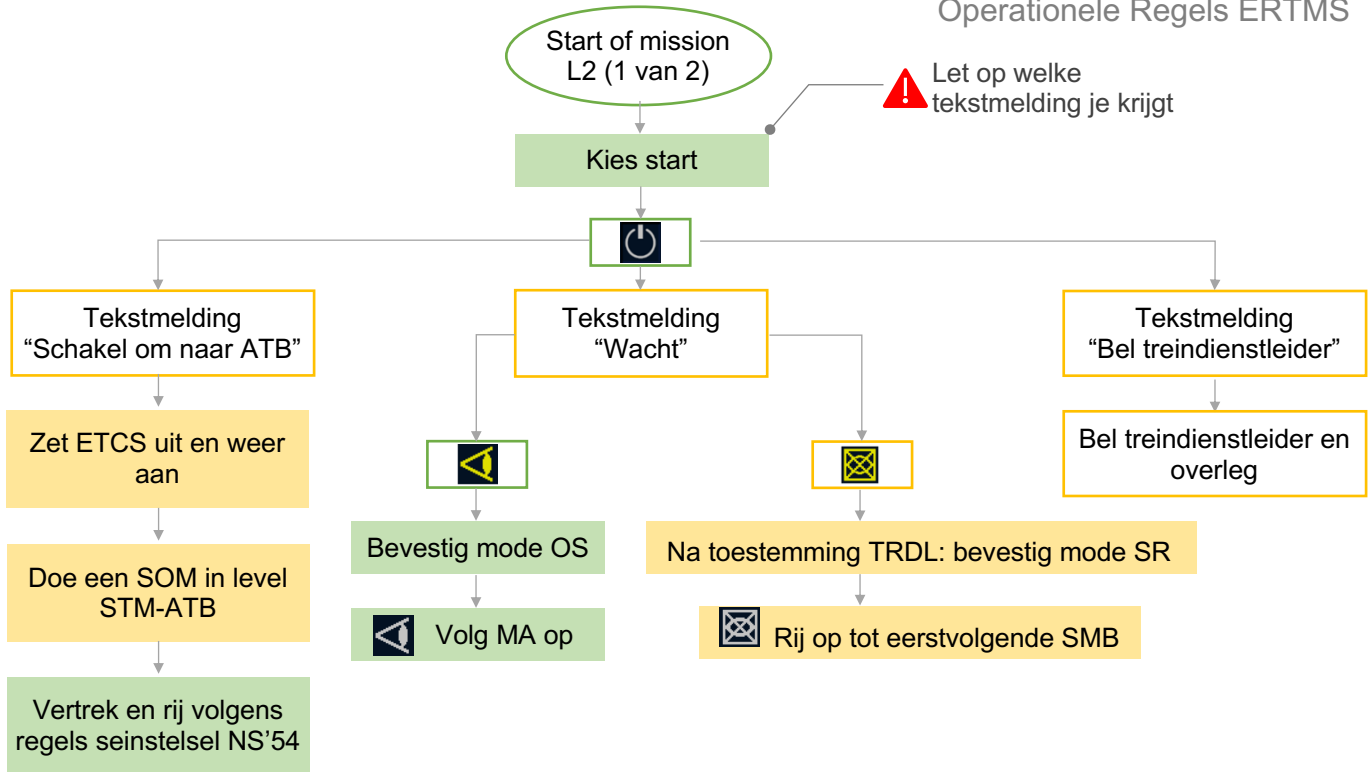 Operationele Regels ERTMS
Start of mission
L2 (1 van 2)
Let op welke
tekstmelding je krijgt
Kies start
Tekstmelding
“Schakel om naar ATB”
Tekstmelding
“Wacht”
Tekstmelding
“Bel treindienstleider”
Zet ETCS uit en weer
aan
Bel treindienstleider en
overleg
Bevestig mode OS
Na toestemming TRDL: bevestig mode SR
Doe een SOM in level
STM-ATB
Volg MA op
Rij op tot eerstvolgende SMB
Vertrek en rij volgens
regels seinstelsel NS’54